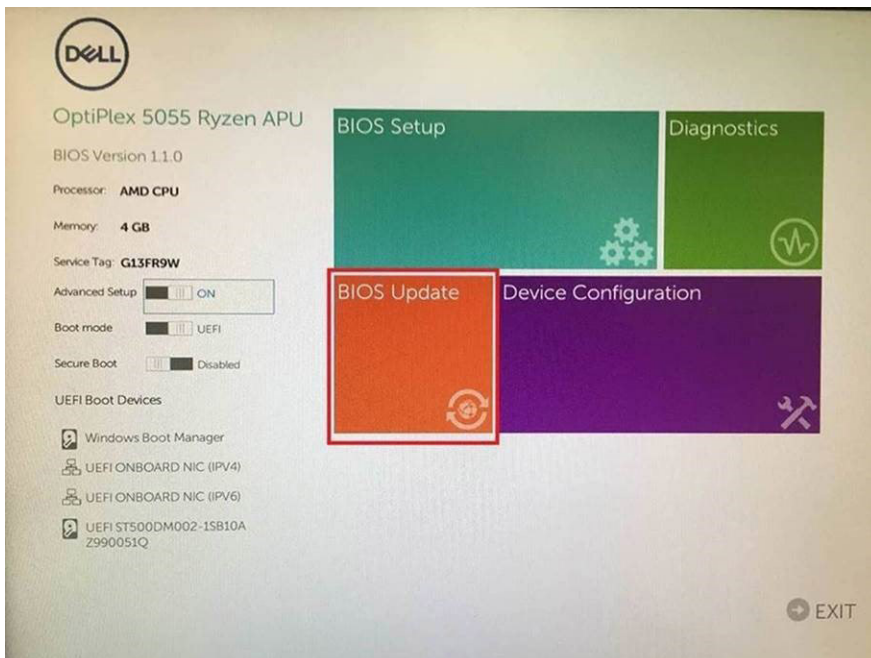 DELL
OptiPlex 5055 Ryzen APU
BIOS Version 1.1.0
Processor: AMD CPU
Memory: 4 GB
Service Tag: G13FR9W
Advanced Setup ON
Boot mode UEFI
Secure Boot Disabled
UEFI Boot Devices
Windows Boot Manager
UEFI ONBOARD NIC (IPV4)
UEFI ONBOARD NIC (IPV6)
UEFI ST500DM002-1SB10A
Z990051Q
BIOS Setup
Diagnostics
BIOS Update
Device Configuration
EXIT